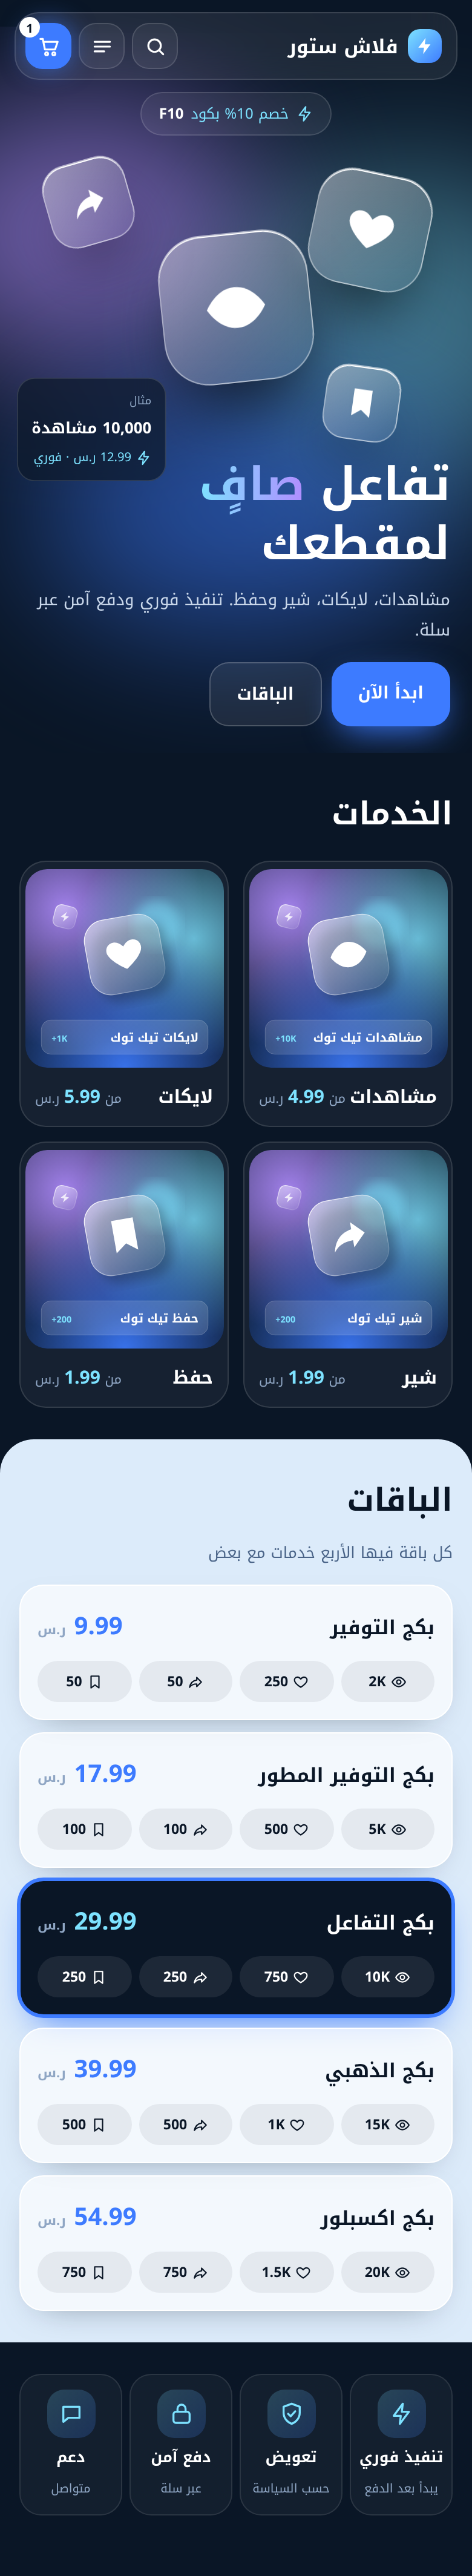 فلاش ستور
1
خصم 10% بكود F10
مثال
10,000 مشاهدة
12.99 ر.س · فوري
تفاعل صافٍ
لمقطعك
مشاهدات، لايكات، شير وحفظ. تنفيذ فوري ودفع آمن عبر
سلة.
ابدأ الآن
الباقات
الخدمات
مشاهدات تيك توك
+10K
مشاهدات
من 4.99 ر.س
لايكات تيك توك
+1K
لايكات
من 5.99 ر.س
شير تيك توك
+200
شير
من 1.99 ر.س
حفظ تيك توك
+200
حفظ
من 1.99 ر.س
الباقات
كل باقة فيها الأربع خدمات مع بعض
بكج التوفير
9.99 ر.س
2K 250 50 50
بكج التوفير المطور
17.99 ر.س
5K 500 100 100
بكج التفاعل
29.99 ر.س
10K 750 250 250
بكج الذهبي
39.99 ر.س
15K 1K 500 500
بكج اكسبلور
54.99 ر.س
20K 1.5K 750 750
تنفيذ فوري
يبدأ بعد الدفع
تعويض
حسب السياسة
دفع آمن
عبر سلة
دعم
متواصل